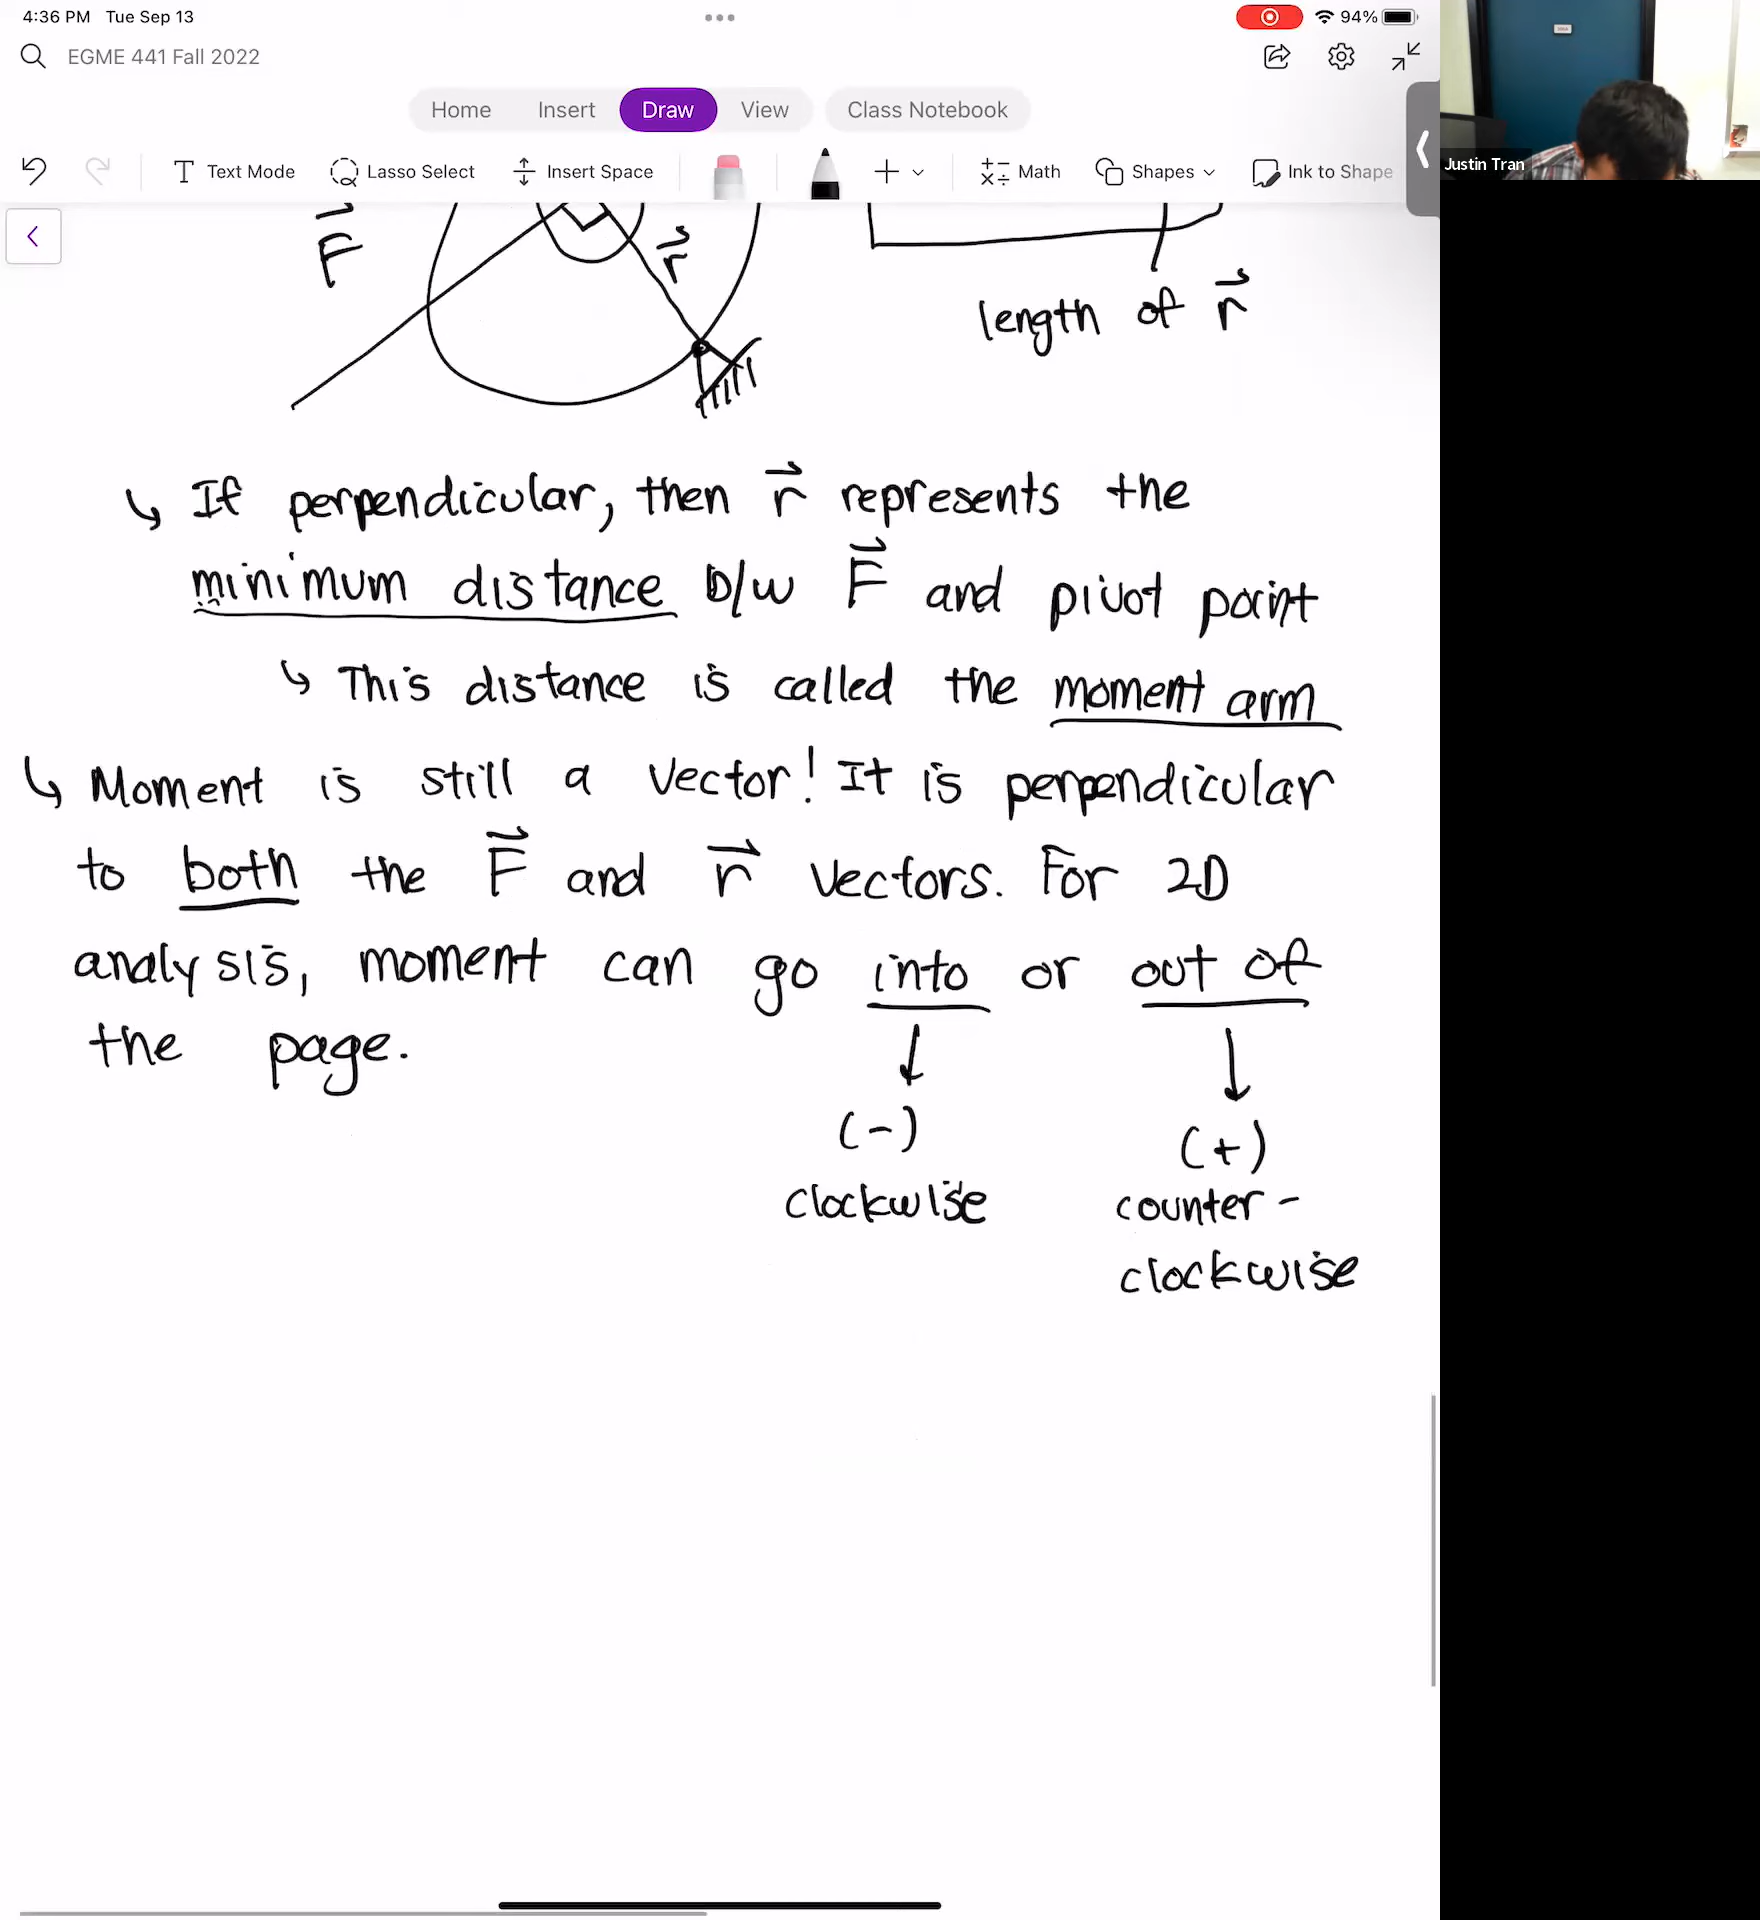 4:36 PM Tue Sep 13
94%
EGME 441 Fall 2022
Home Insert Draw View Class Notebook
Text Mode Lasso Select Insert Space Math Shapes Ink to Shape
Justin Tran
F⃗
r⃗
length of r⃗
↳ If perpendicular, then r⃗ represents the
minimum distance b/w F⃗ and pivot point
↳ This distance is called the moment arm
↳ Moment is still a vector! It is perpendicular
to both the F⃗ and r⃗ vectors. For 2D
analysis, moment can go into or out of
the page.
↓ ↓
(-) (+)
clockwise counter-
clockwise